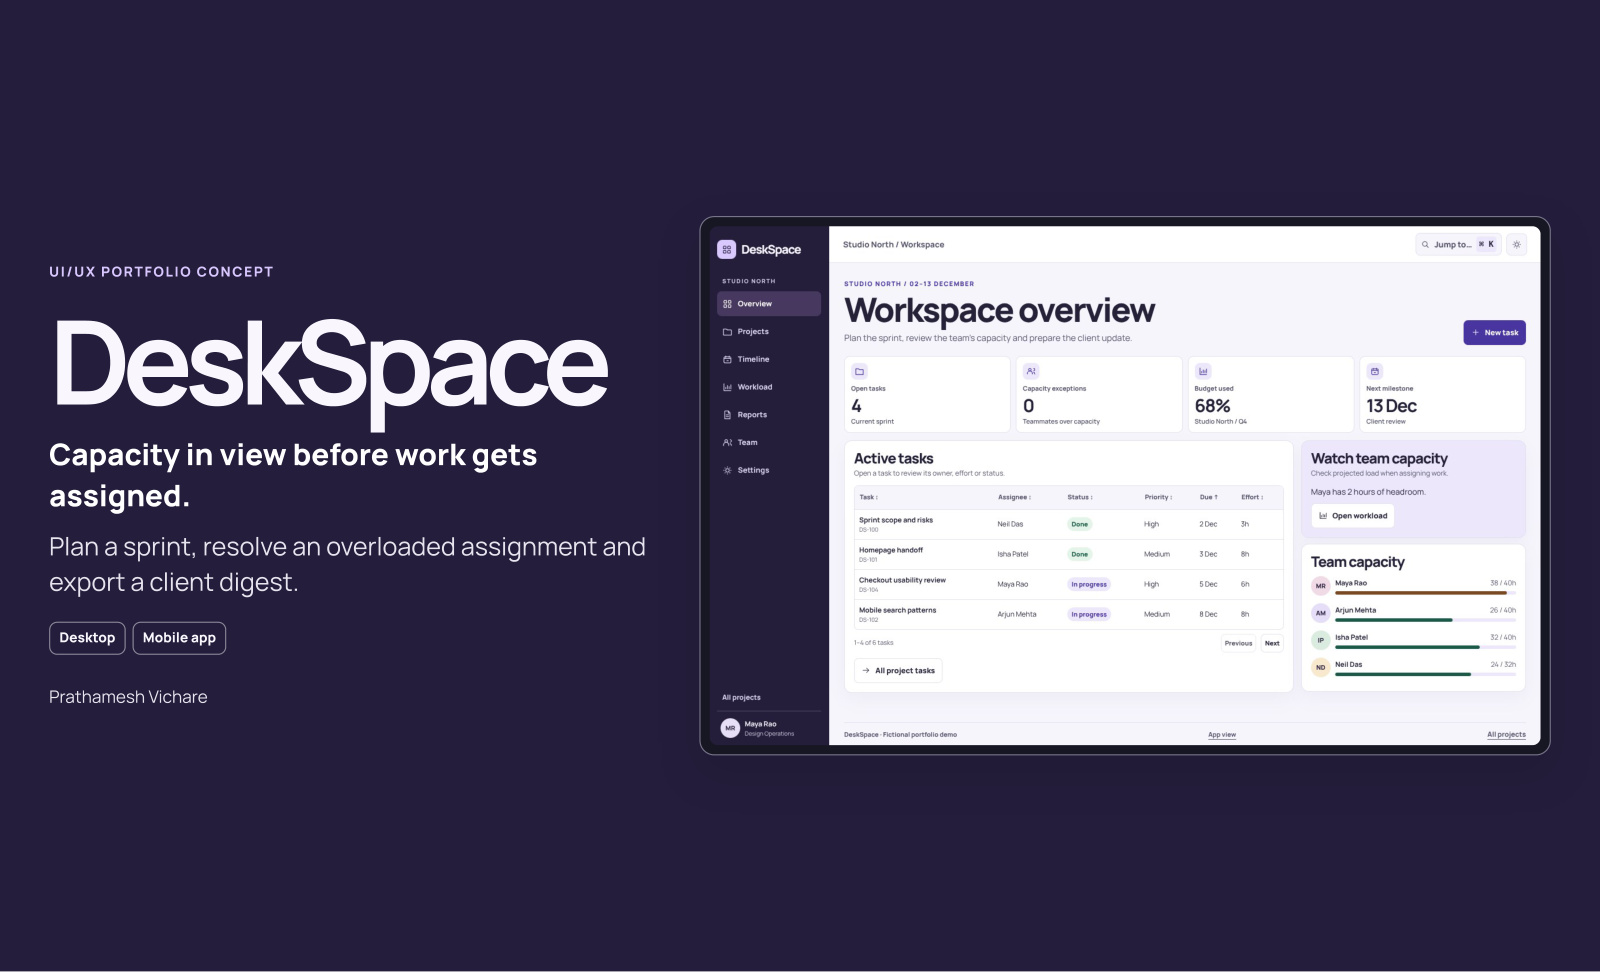 UI/UX PORTFOLIO CONCEPT
DeskSpace
Capacity in view before work gets
assigned.
Plan a sprint, resolve an overloaded assignment and
export a client digest.
Desktop
Mobile app
Prathamesh Vichare
DeskSpace
STUDIO NORTH
Overview
Projects
Timeline
Workload
Reports
Team
Settings
All projects
MR
Maya Rao
Design Operations
Studio North / Workspace
Jump to... ⌘ K
STUDIO NORTH / 02–13 DECEMBER
Workspace overview
Plan the sprint, review the team's capacity and prepare the client update.
+ New task
Open tasks
4
Current sprint
Capacity exceptions
0
Teammates over capacity
Budget used
68%
Studio North / Q4
Next milestone
13 Dec
Client review
Active tasks
Open a task to review its owner, effort or status.
Task ↕ Assignee ↕ Status ↕ Priority ↕ Due ↑ Effort ↕
Sprint scope and risks Neil Das Done High 2 Dec 3h
DS-100
Homepage handoff Isha Patel Done Medium 3 Dec 8h
DS-101
Checkout usability review Maya Rao In progress High 5 Dec 6h
DS-104
Mobile search patterns Arjun Mehta In progress Medium 8 Dec 8h
DS-102
1–4 of 6 tasks Previous Next
→ All project tasks
Watch team capacity
Check projected load when assigning work.
Maya has 2 hours of headroom.
Open workload
Team capacity
MR Maya Rao 38 / 40h
AM Arjun Mehta 26 / 40h
IP Isha Patel 32 / 40h
ND Neil Das 24 / 32h
DeskSpace · Fictional portfolio demo App view All projects